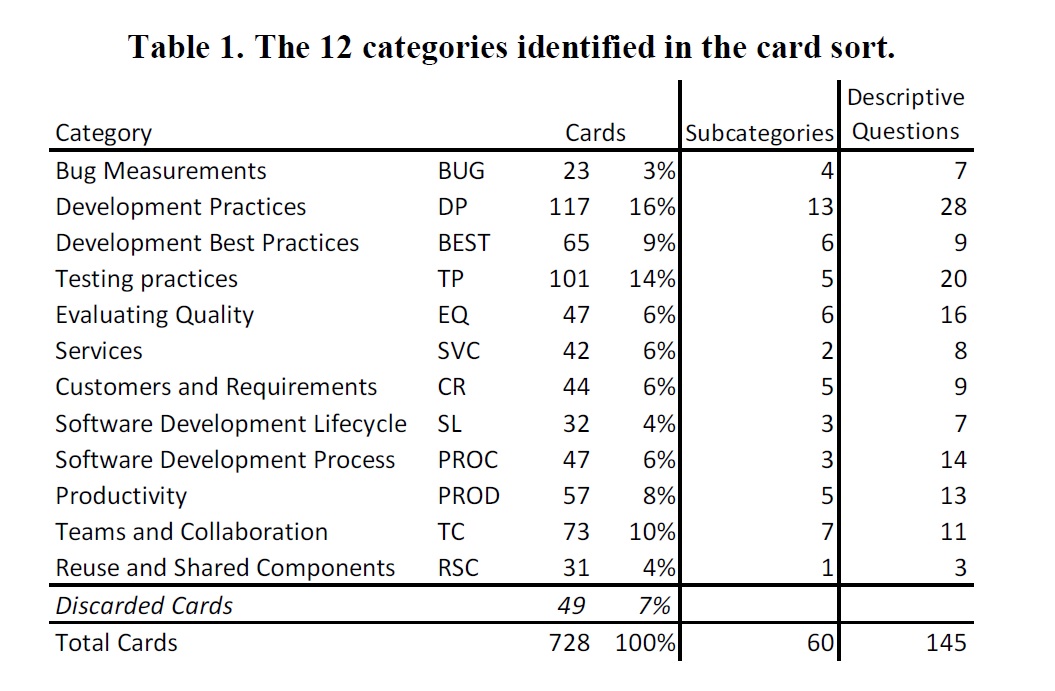 Table 1. The 12 categories identified in the card sort.
Category Cards Subcategories Descriptive Questions
Bug Measurements BUG 23 3% 4 7
Development Practices DP 117 16% 13 28
Development Best Practices BEST 65 9% 6 9
Testing practices TP 101 14% 5 20
Evaluating Quality EQ 47 6% 6 16
Services SVC 42 6% 2 8
Customers and Requirements CR 44 6% 5 9
Software Development Lifecycle SL 32 4% 3 7
Software Development Process PROC 47 6% 3 14
Productivity PROD 57 8% 5 13
Teams and Collaboration TC 73 10% 7 11
Reuse and Shared Components RSC 31 4% 1 3
Discarded Cards 49 7%
Total Cards 728 100% 60 145